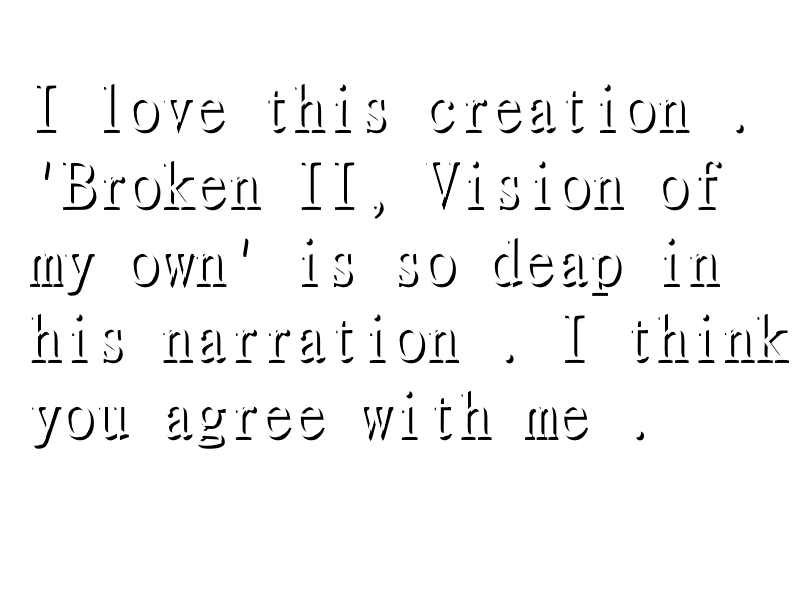 I love this creation .
'Broken II, Vision of
my own' is so deap in
his narration . I think
you agree with me .